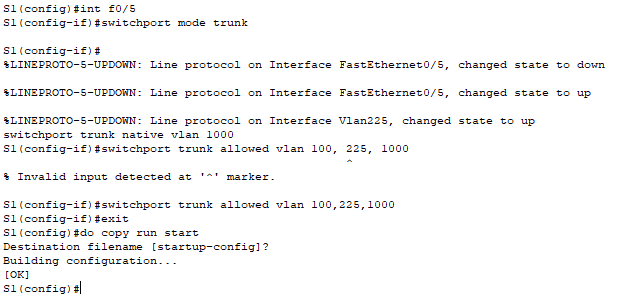 S1(config)#int f0/5
S1(config-if)#switchport mode trunk
S1(config-if)#
%LINEPROTO-5-UPDOWN: Line protocol on Interface FastEthernet0/5, changed state to down
%LINEPROTO-5-UPDOWN: Line protocol on Interface FastEthernet0/5, changed state to up
%LINEPROTO-5-UPDOWN: Line protocol on Interface Vlan225, changed state to up
switchport trunk native vlan 1000
S1(config-if)#switchport trunk allowed vlan 100, 225, 1000
^
% Invalid input detected at '^' marker.
S1(config-if)#switchport trunk allowed vlan 100,225,1000
S1(config-if)#exit
S1(config)#do copy run start
Destination filename [startup-config]?
Building configuration...
[OK]
S1(config)#